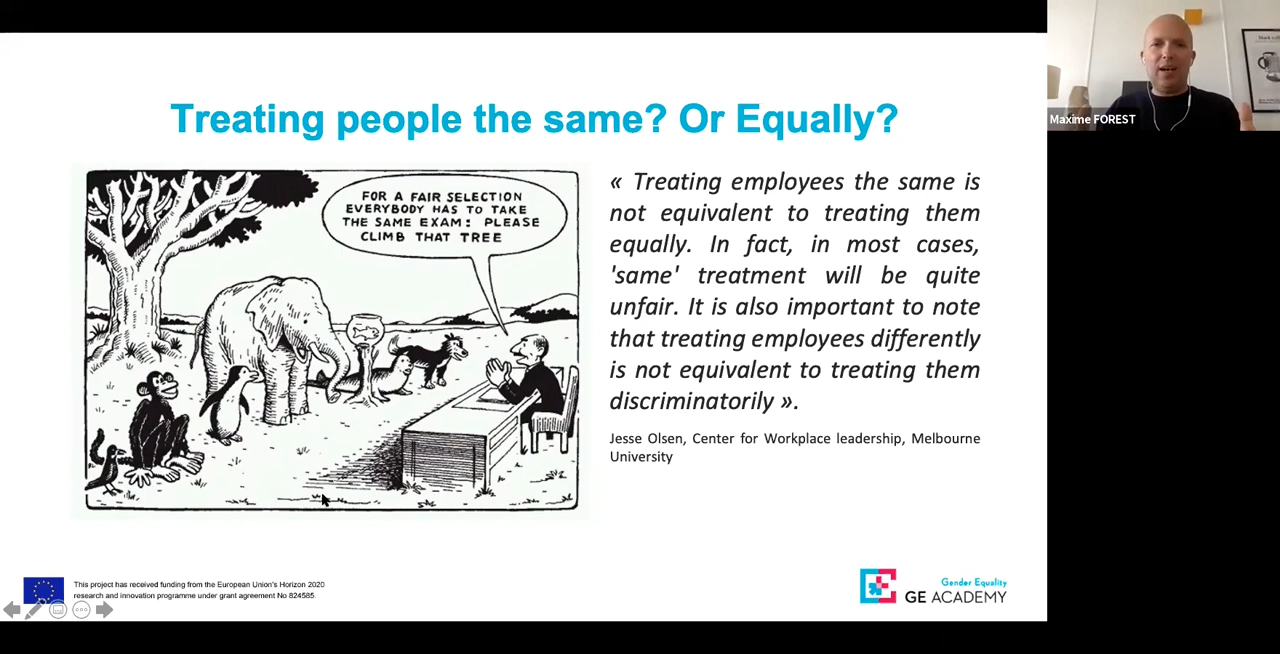 Treating people the same? Or Equally?
FOR A FAIR SELECTION
EVERYBODY HAS TO TAKE
THE SAME EXAM: PLEASE
CLIMB THAT TREE
« Treating employees the same is
not equivalent to treating them
equally. In fact, in most cases,
'same' treatment will be quite
unfair. It is also important to note
that treating employees differently
is not equivalent to treating them
discriminatorily ».
Jesse Olsen, Center for Workplace leadership, Melbourne
University
This project has received funding from the European Union's Horizon 2020
research and innovation programme under grant agreement No 824585.
Gender Equality
GE ACADEMY
Maxime FOREST